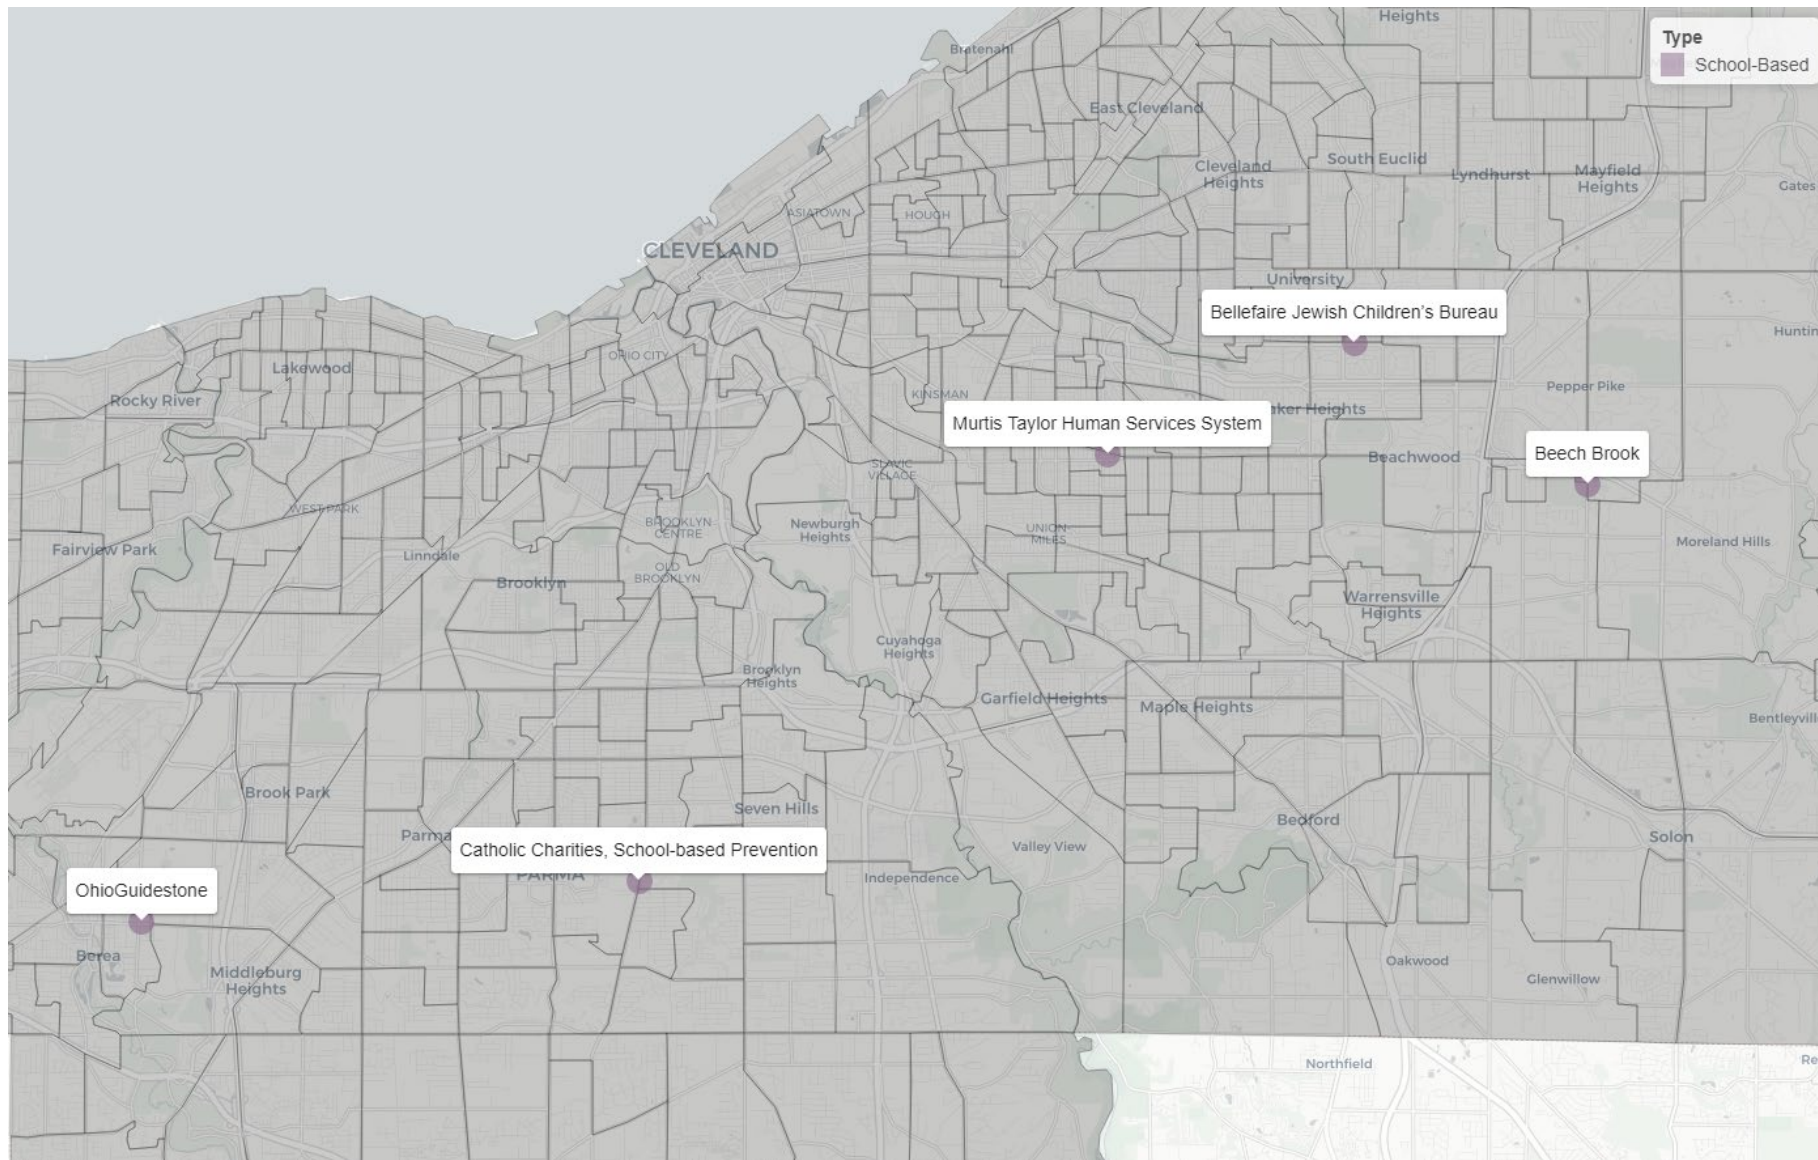 Heights
Type
School-Based
Bratenahl
East Cleveland
Cleveland
Heights
South Euclid
Lyndhurst
Mayfield
Heights
Gates
ASIATOWN
HOUGH
CLEVELAND
University
Bellefaire Jewish Children's Bureau
Huntin
OHIO CITY
Lakewood
Rocky River
KINSMAN
Pepper Pike
aker Heights
Murtis Taylor Human Services System
Beech Brook
Beachwood
SLAVIC
VILLAGE
WEST PARK
BROOKLYN
CENTRE
Newburgh
Heights
UNION-
MILES
Moreland Hills
Fairview Park
Linndale
Brooklyn
OLD
BROOKLYN
Warrensville
Heights
Cuyahoga
Heights
Brooklyn
Heights
Garfield Heights
Maple Heights
Bentleyvill
Brook Park
Seven Hills
Bedford
Solon
Parma
Valley View
Catholic Charities, School-based Prevention
PARMA
Independence
OhioGuidestone
Berea
Middleburg
Heights
Oakwood
Glenwillow
Northfield
Re